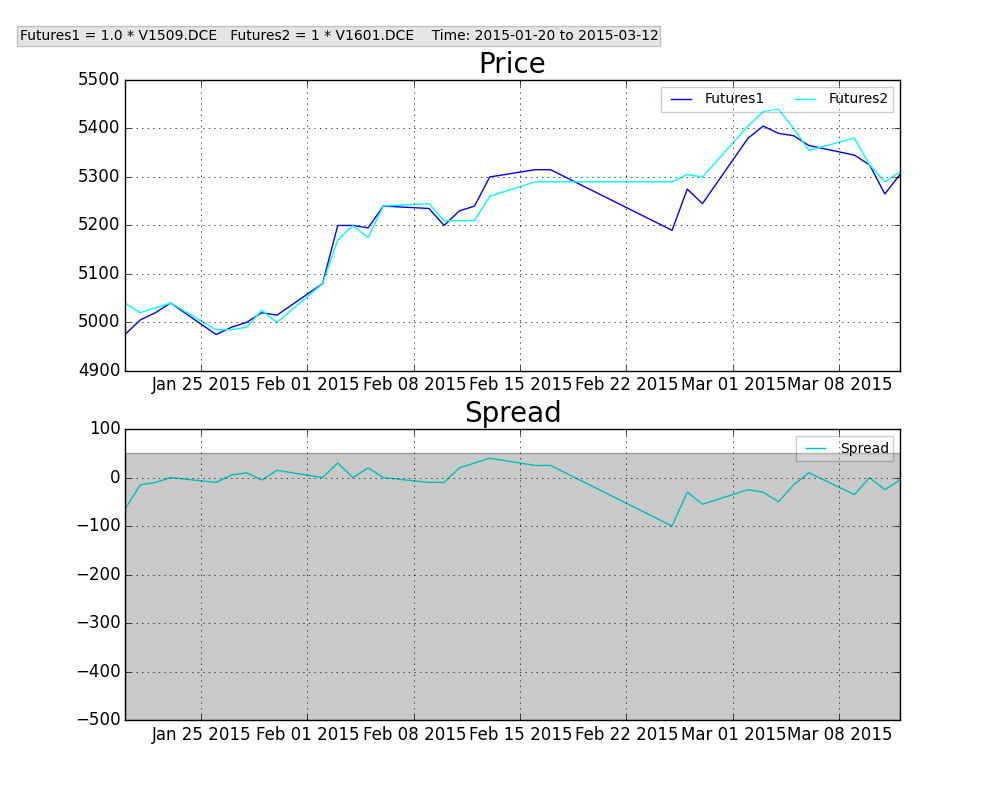 Futures1 = 1.0 * V1509.DCE   Futures2 = 1 * V1601.DCE    Time: 2015-01-20 to 2015-03-12
Price
5500
Futures1 Futures2
5400
5300
5200
5100
5000
4900
Jan 25 2015 Feb 01 2015 Feb 08 2015 Feb 15 2015 Feb 22 2015 Mar 01 2015 Mar 08 2015
Spread
100
Spread
0
−100
−200
−300
−400
−500
Jan 25 2015 Feb 01 2015 Feb 08 2015 Feb 15 2015 Feb 22 2015 Mar 01 2015 Mar 08 2015